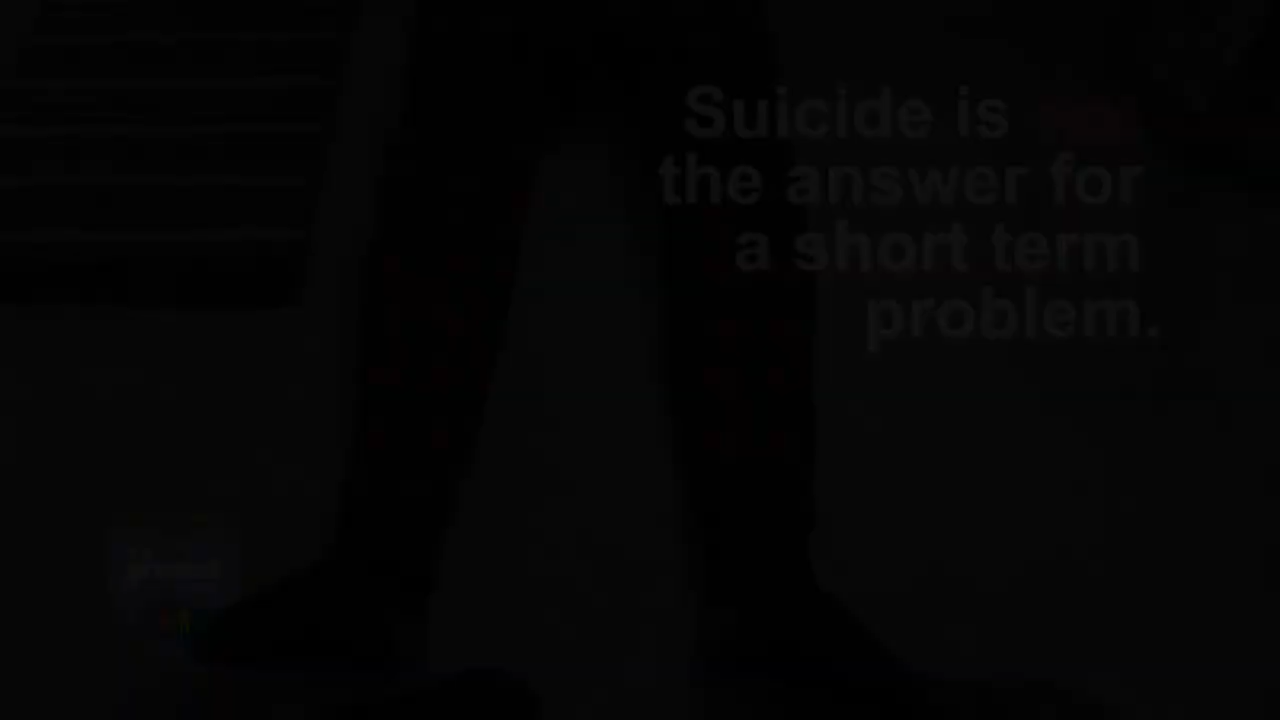 Suicide is not
the answer for
a short term
problem.